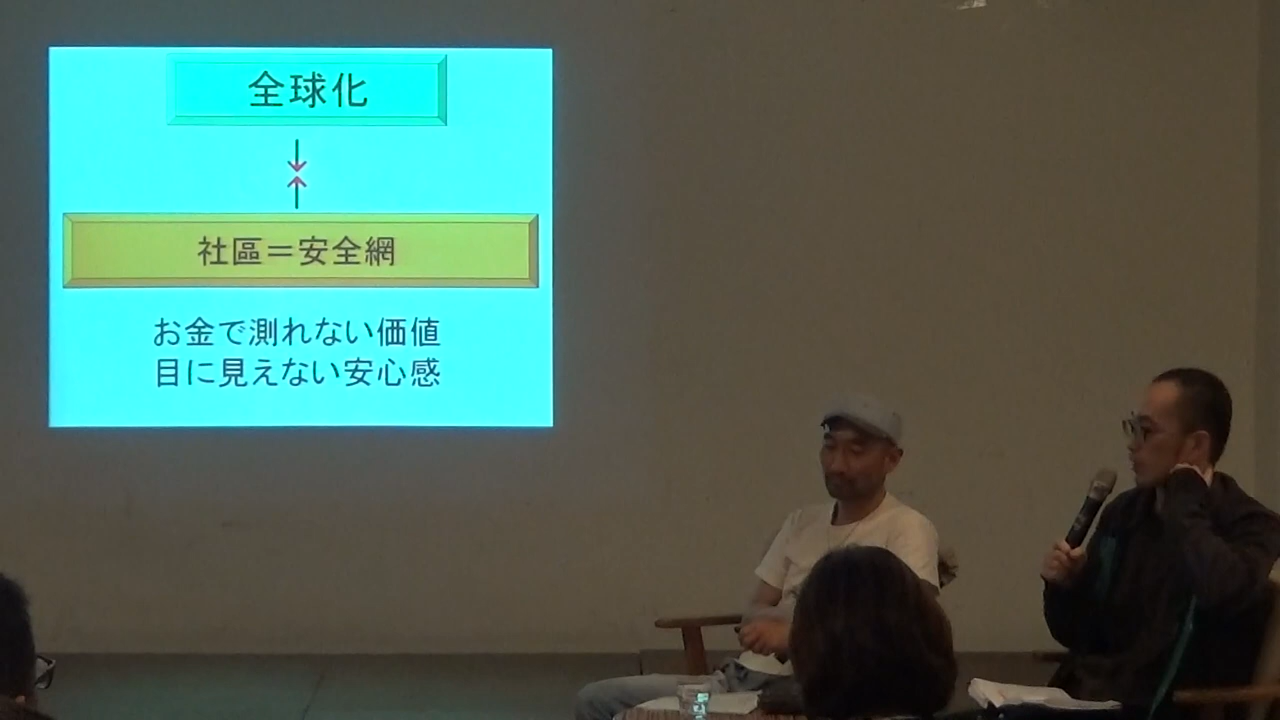 全球化
社區＝安全網
お金で測れない価値
目に見えない安心感